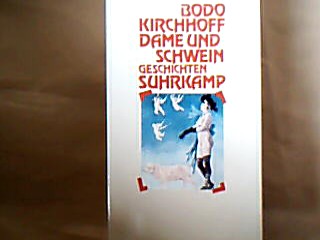 BODO
KIRCHHOFF
DAME UND
SCHWEIN
GESCHICHTEN
SUHRKAMP